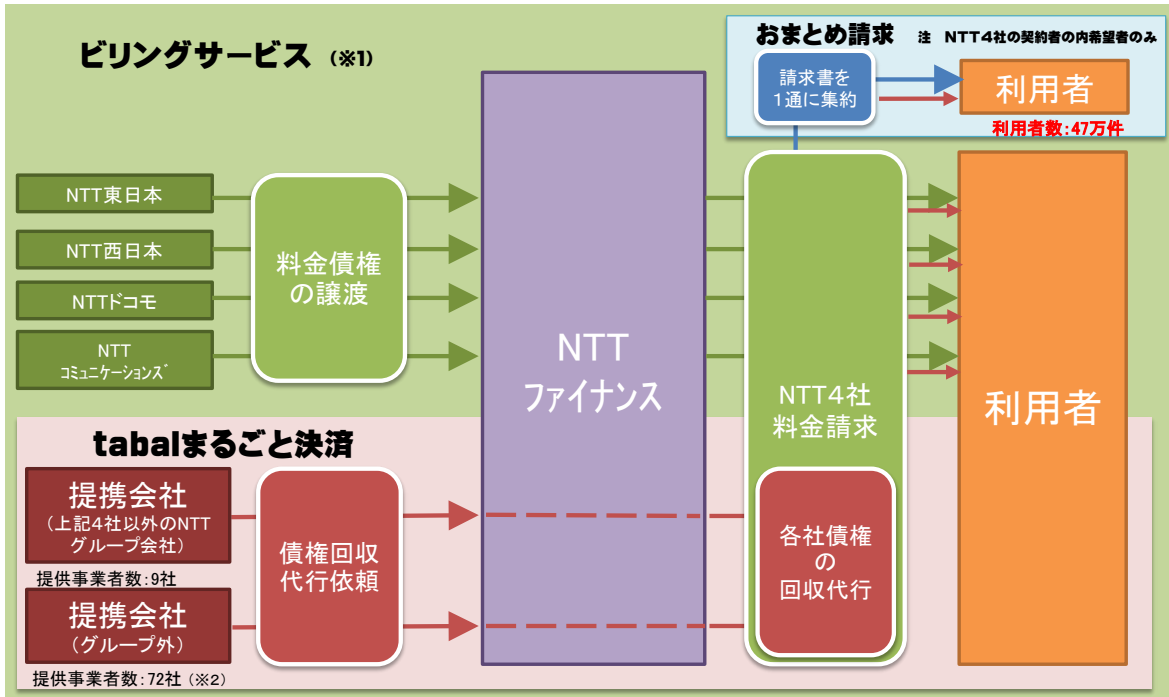 ビリングサービス (※1)
おまとめ請求 注 NTT4社の契約者の内希望者のみ
請求書を
1通に集約
利用者
利用者数:47万件
NTT東日本
NTT西日本
NTTドコモ
NTT
コミュニケーションズ
料金債権
の譲渡
NTT
ファイナンス
NTT4社
料金請求
利用者
tabalまるごと決済
提携会社
(上記4社以外のNTT
グループ会社)
提供事業者数:9社
提携会社
(グループ外)
提供事業者数:72社 (※2)
債権回収
代行依頼
各社債権
の
回収代行